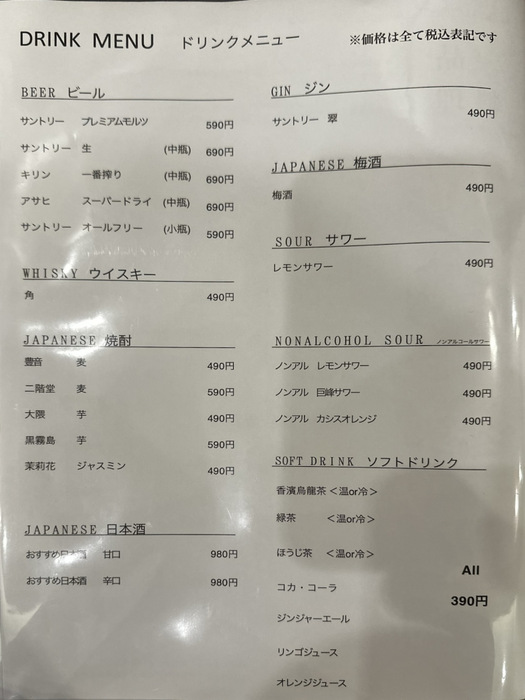 DRINK MENU ドリンクメニュー ※価格は全て税込表記です
BEER ビール
サントリー プレミアムモルツ 590円
サントリー 生 (中瓶) 690円
キリン 一番搾り (中瓶) 690円
アサヒ スーパードライ (中瓶) 690円
サントリー オールフリー (小瓶) 590円
WHISKY ウイスキー
角 490円
JAPANESE 焼酎
豊音 麦 490円
二階堂 麦 590円
大隈 芋 490円
黒霧島 芋 590円
茉莉花 ジャスミン 490円
JAPANESE 日本酒
おすすめ日本酒 甘口 980円
おすすめ日本酒 辛口 980円
GIN ジン
サントリー 翠 490円
JAPANESE 梅酒
梅酒 490円
SOUR サワー
レモンサワー 490円
NONALCOHOL SOUR ノンアルコールサワー
ノンアル レモンサワー 490円
ノンアル 巨峰サワー 490円
ノンアル カシスオレンジ 490円
SOFT DRINK ソフトドリンク
香濱烏龍茶 ＜温or冷＞
緑茶 ＜温or冷＞
ほうじ茶 ＜温or冷＞
All
コカ・コーラ
390円
ジンジャーエール
リンゴジュース
オレンジジュース